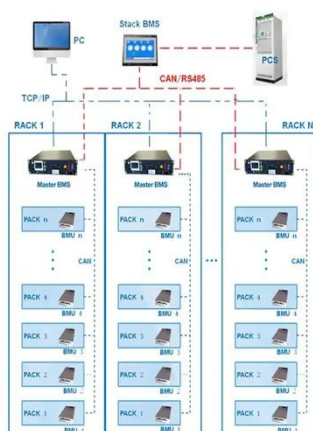 Stack BMS
PC
PCS
CAN/RS485
TCP/IP
RACK 1
RACK 2
RACK N
Master BMS
Master BMS
Master BMS
PACK n
PACK n
PACK n
BMU n
BMU n
BMU n
CAN
CAN
CAN
PACK 4
PACK 4
PACK 4
BMU 4
BMU 4
BMU 4
PACK 3
PACK 3
PACK 3
BMU 3
BMU 3
BMU 3
PACK 2
PACK 2
PACK 2
BMU 2
BMU 2
BMU 2
PACK 1
PACK 1
PACK 1